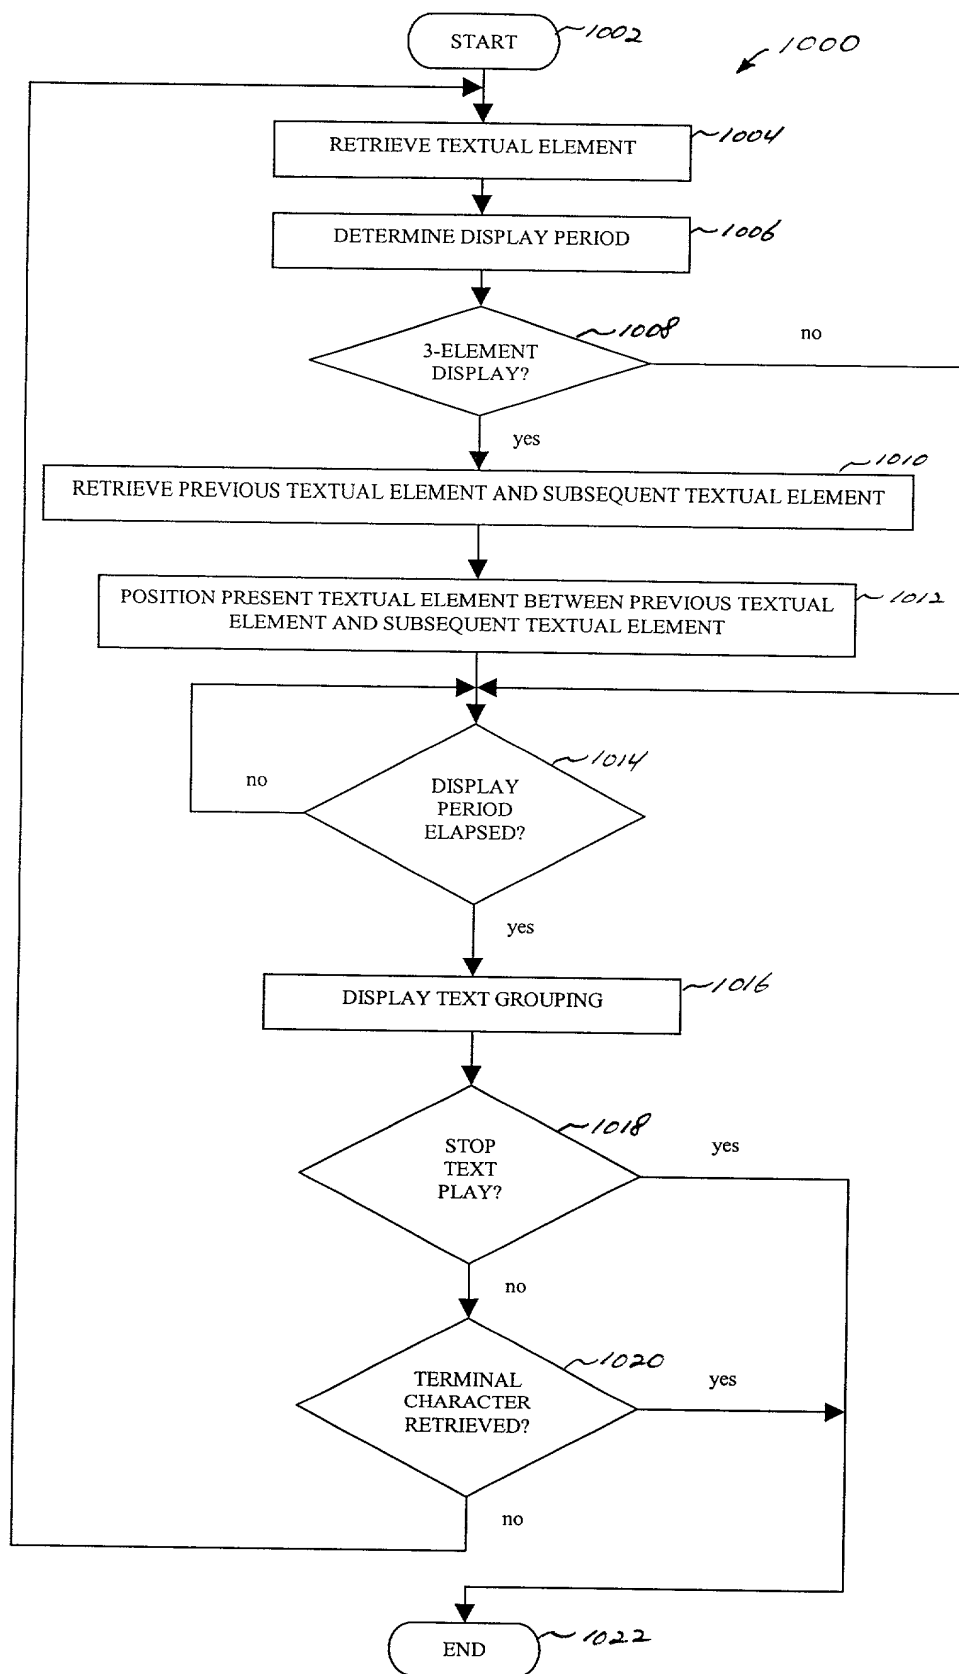 START
1002
1000
RETRIEVE TEXTUAL ELEMENT
1004
DETERMINE DISPLAY PERIOD
1006
3-ELEMENT
DISPLAY?
1008
no
yes
1010
RETRIEVE PREVIOUS TEXTUAL ELEMENT AND SUBSEQUENT TEXTUAL ELEMENT
POSITION PRESENT TEXTUAL ELEMENT BETWEEN PREVIOUS TEXTUAL
ELEMENT AND SUBSEQUENT TEXTUAL ELEMENT
1012
DISPLAY
PERIOD
ELAPSED?
1014
no
yes
DISPLAY TEXT GROUPING
1016
STOP
TEXT
PLAY?
1018
yes
no
TERMINAL
CHARACTER
RETRIEVED?
1020
yes
no
END
1022